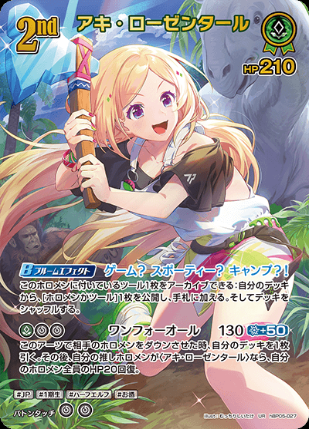 2nd
アキ・ローゼンタール
HP210
ブルームエフェクト ゲーム？ スポーティー？ キャンプ？！
このホロメンに付いているツール1枚をアーカイブできる：自分のデッキ
から、[ホロメンかツール]1枚を公開し、手札に加える。そしてデッキを
シャッフルする。
ワンフォーオール 130 +50
このアーツで相手のホロメンをダウンさせた時、自分のデッキを1枚
引く。その後、自分の推しホロメンが〈アキ・ローゼンタール〉なら、自分
のホロメン全員のHP20回復。
#JP #1期生 #ハーフエルフ #お酒
バトンタッチ
UR hBP05-027